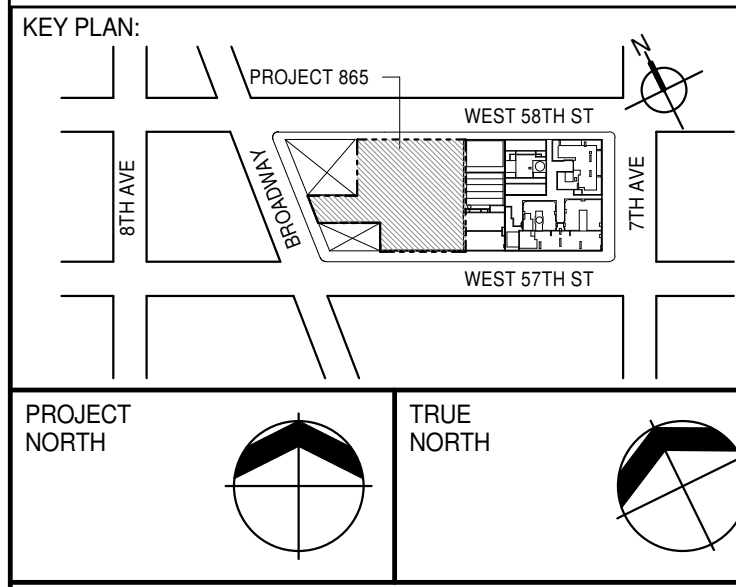 KEY PLAN:
N
PROJECT 865
WEST 58TH ST
8TH AVE
BROADWAY
7TH AVE
WEST 57TH ST
PROJECT
NORTH
TRUE
NORTH